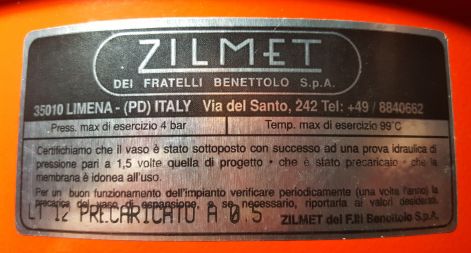 ZILMET
DEI FRATELLI BENETTOLO S.p.A.
35010 LIMENA - (PD) ITALY Via del Santo, 242 Tel: +49 / 8840662
Press. max di esercizio 4 bar Temp. max di esercizio 99°C
Certifichiamo che il vaso è stato sottoposto con successo ad una prova idraulica di
pressione pari a 1,5 volte quella di progetto • che è stato precaricato • che la
membrana è idonea all'uso.
Per un buon funzionamento dell'impianto verificare periodicamente (una volta l'anno) la
precarica del vaso di espansione, e se necessario, riportarla ai valori desiderati.
LT 12 PRECARICATO A 0.5 ZILMET dei F.lli Benettolo S.p.A.